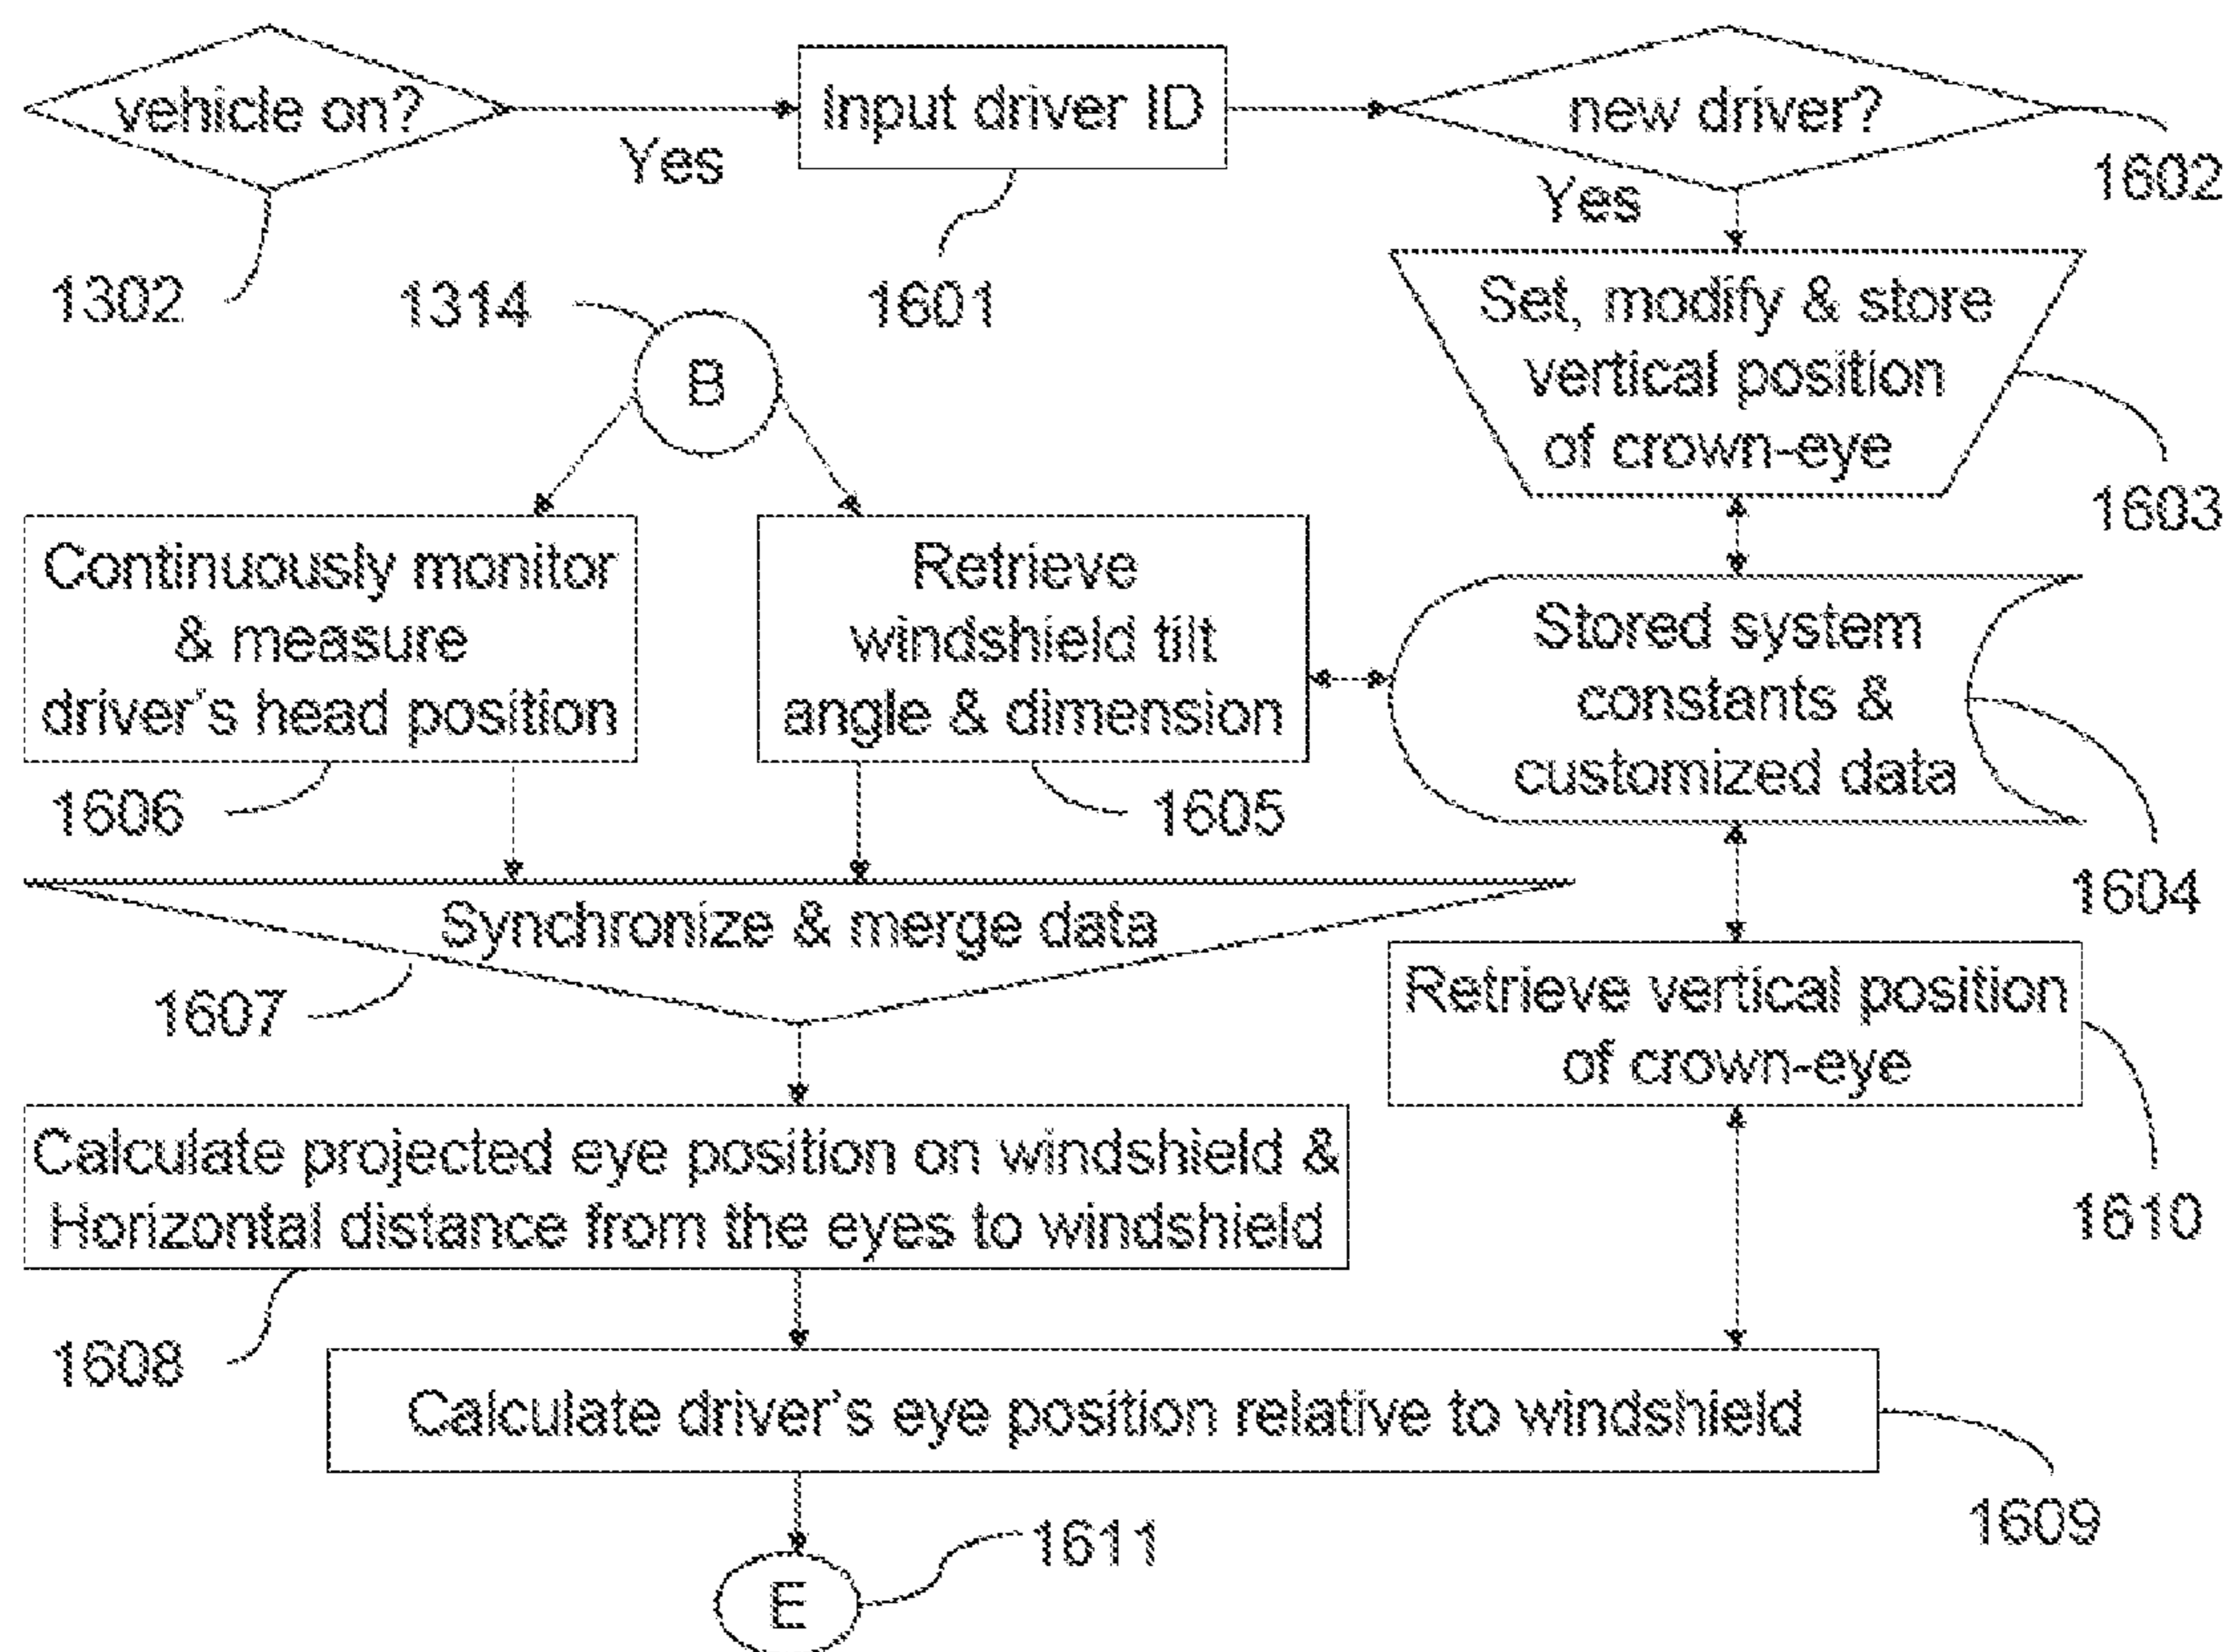 vehicle on?
Yes
Input driver ID
new driver?
Yes
1602
1302
1314
1601
B
Set, modify & store
vertical position
of crown-eye
1603
Continuously monitor
& measure
driver's head position
Retrieve
windshield tilt
angle & dimension
Stored system
constants &
customized data
1606
1605
1604
Synchronize & merge data
1607
Retrieve vertical position
of crown-eye
1610
Calculate projected eye position on windshield &
Horizontal distance from the eyes to windshield
1608
Calculate driver's eye position relative to windshield
1609
E
1611